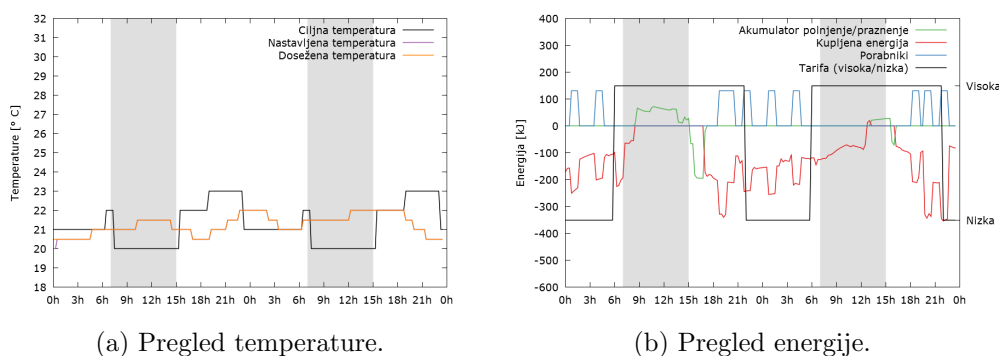 32
31
30
29
28
27
26
25
24
23
22
21
20
19
18
Temperature [° C]
Ciljna temperatura
Nastavljena temperatura
Dosežena temperatura
0h 3h 6h 9h 12h 15h 18h 21h 0h 3h 6h 9h 12h 15h 18h 21h 0h
(a) Pregled temperature.
400
300
200
100
0
-100
-200
-300
-400
-500
-600
Energija [kJ]
Akumulator polnjenje/praznenje
Kupljena energija
Porabniki
Tarifa (visoka/nizka)
Visoka
Nizka
0h 3h 6h 9h 12h 15h 18h 21h 0h 3h 6h 9h 12h 15h 18h 21h 0h
(b) Pregled energije.